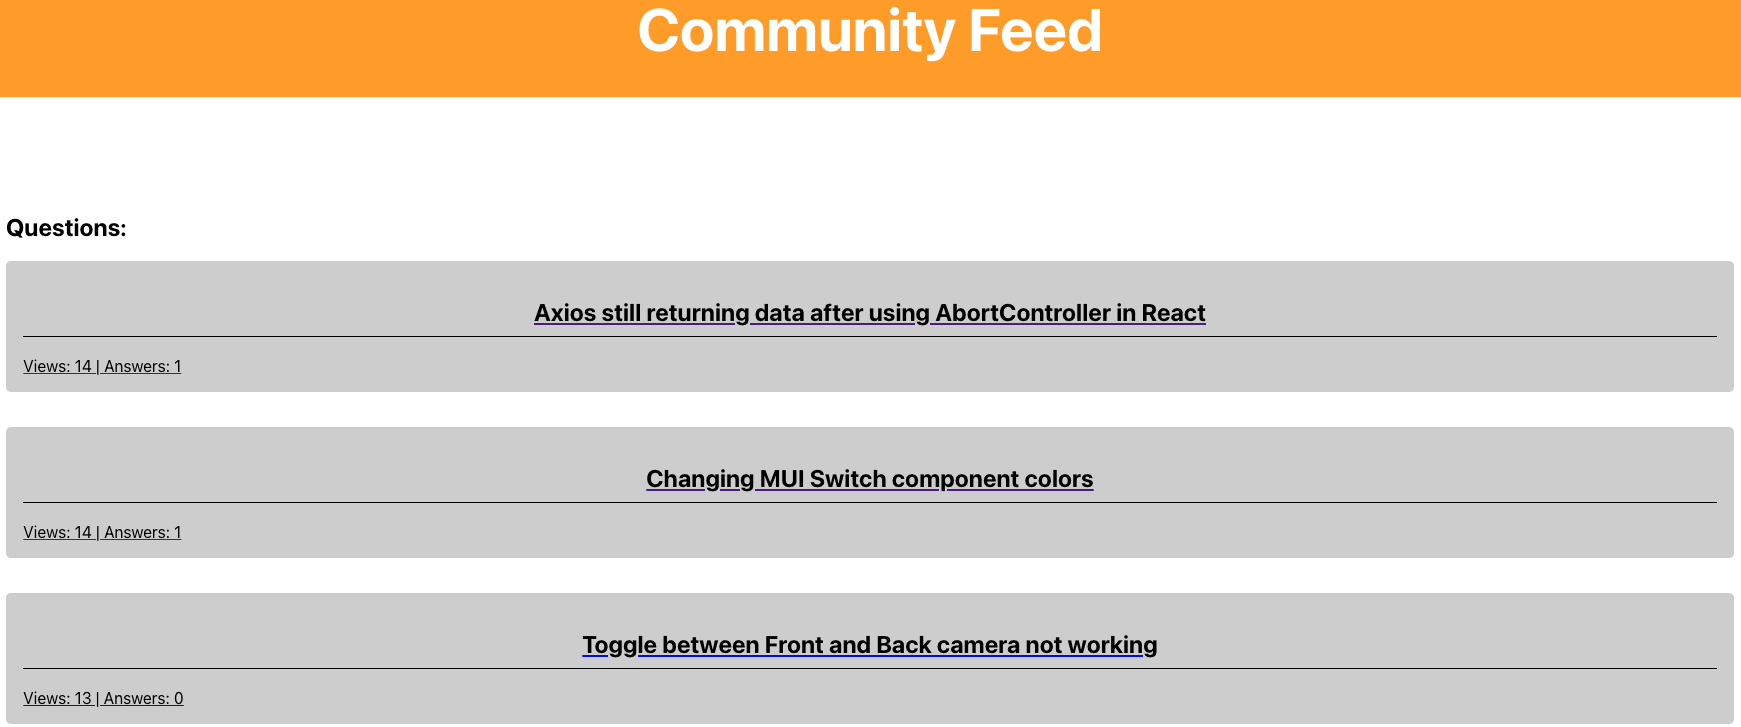 Community Feed
Questions:
Axios still returning data after using AbortController in React
Views: 14 | Answers: 1
Changing MUI Switch component colors
Views: 14 | Answers: 1
Toggle between Front and Back camera not working
Views: 13 | Answers: 0